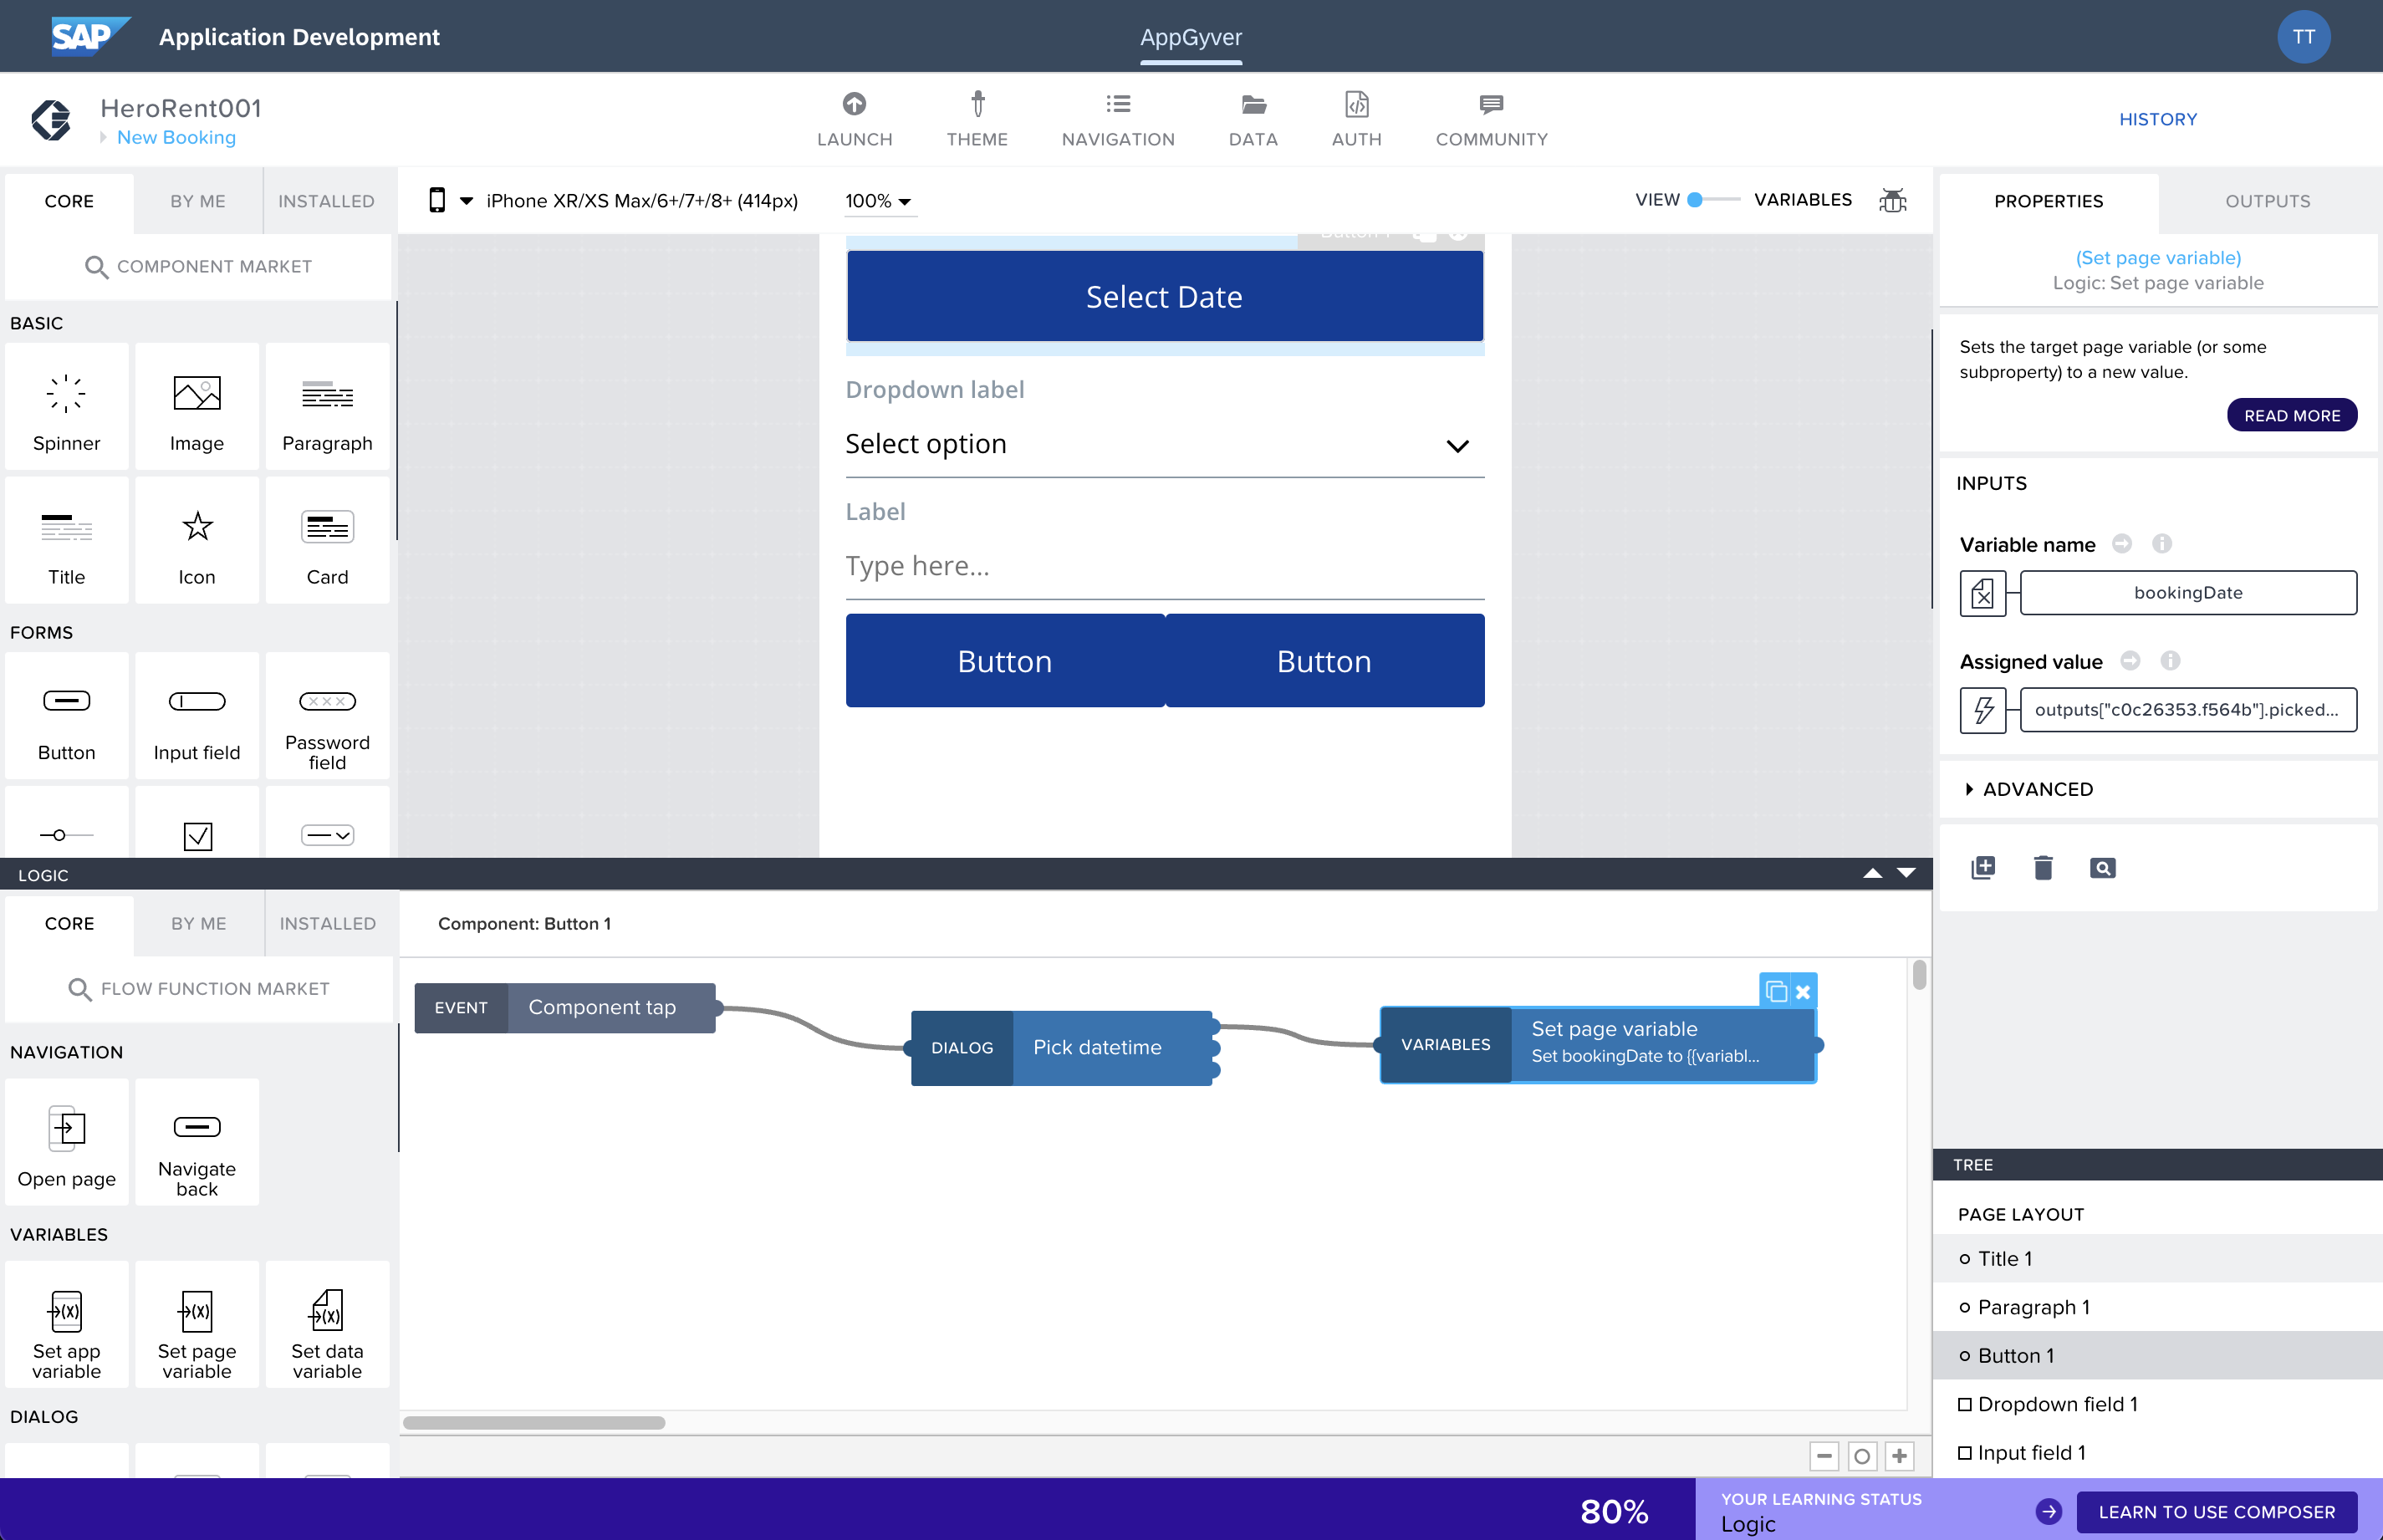 SAP Application Development
AppGyver
TT
HeroRent001
New Booking
LAUNCH
THEME
NAVIGATION
DATA
AUTH
COMMUNITY
HISTORY
CORE
BY ME
INSTALLED
COMPONENT MARKET
BASIC
Spinner
Image
Paragraph
Title
Icon
Card
FORMS
Button
Input field
Password
field
iPhone XR/XS Max/6+/7+/8+ (414px)
100%
VIEW
VARIABLES
Button 1
Select Date
Dropdown label
Select option
Label
Type here...
Button
Button
PROPERTIES
OUTPUTS
(Set page variable)
Logic: Set page variable
Sets the target page variable (or some
subproperty) to a new value.
READ MORE
INPUTS
Variable name
bookingDate
Assigned value
outputs["c0c26353.f564b"].picked...
ADVANCED
LOGIC
CORE
BY ME
INSTALLED
FLOW FUNCTION MARKET
NAVIGATION
Open page
Navigate
back
VARIABLES
Set app
variable
Set page
variable
Set data
variable
DIALOG
Component: Button 1
EVENT
Component tap
DIALOG
Pick datetime
VARIABLES
Set page variable
Set bookingDate to {{variabl...
TREE
PAGE LAYOUT
Title 1
Paragraph 1
Button 1
Dropdown field 1
Input field 1
80%
YOUR LEARNING STATUS
Logic
LEARN TO USE COMPOSER